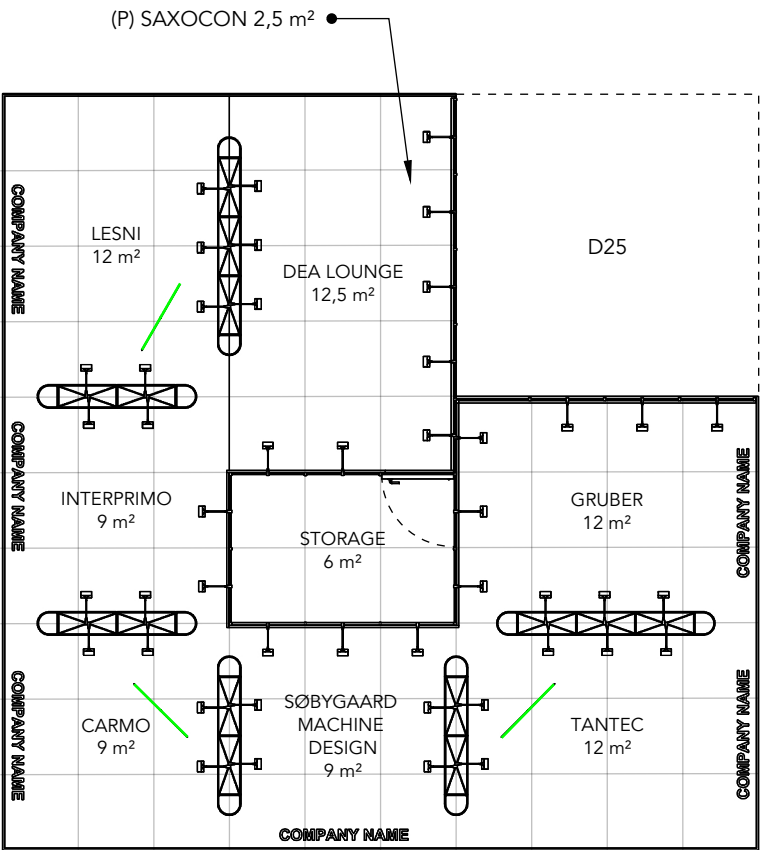 (P) SAXOCON 2,5 m²
COMPANY NAME
LESNI
12 m²
DEA LOUNGE
12,5 m²
D25
COMPANY NAME
INTERPRIMO
9 m²
STORAGE
6 m²
GRUBER
12 m²
COMPANY NAME
COMPANY NAME
CARMO
9 m²
SØBYGAARD
MACHINE
DESIGN
9 m²
TANTEC
12 m²
COMPANY NAME
COMPANY NAME